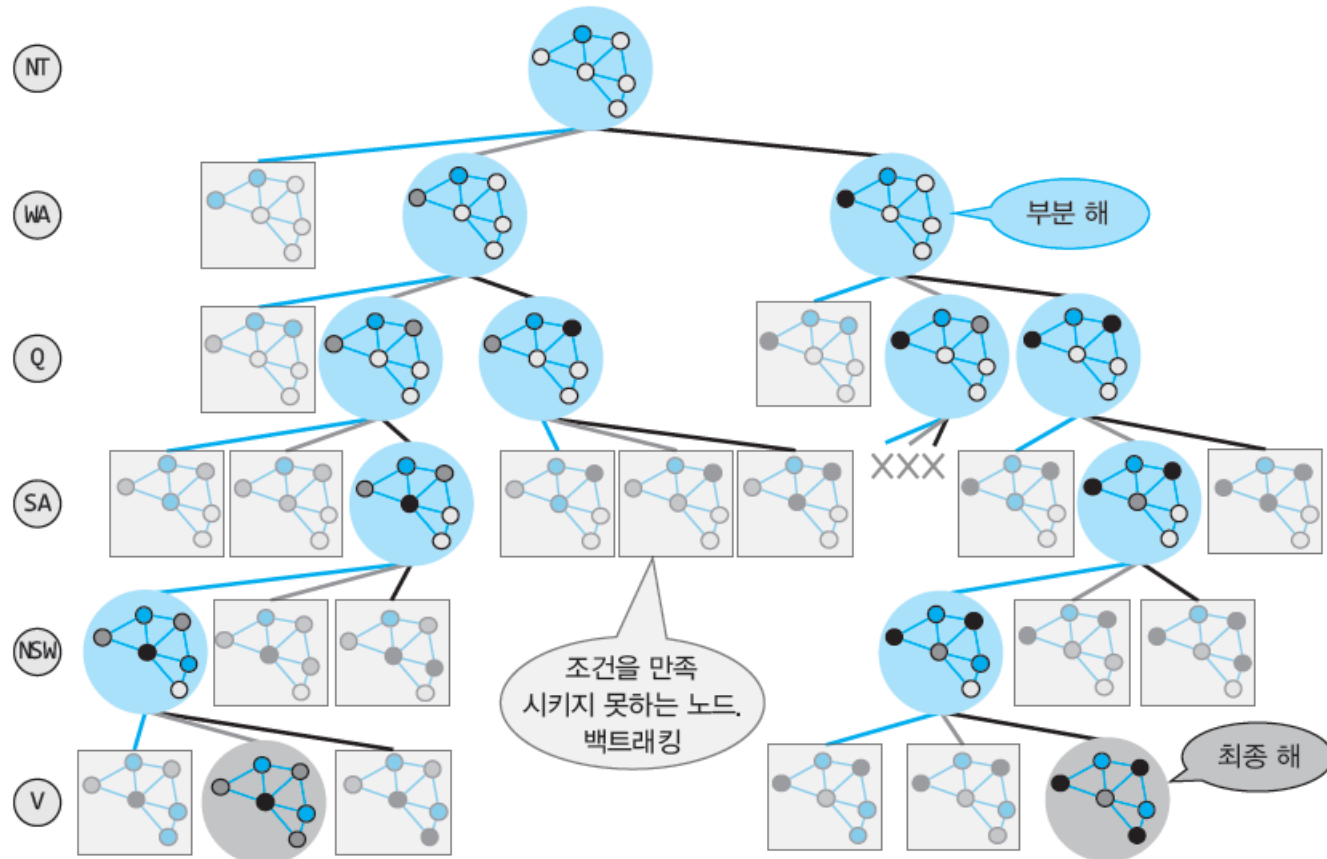 NT
WA
부분 해
Q
SA
XXX
NSW
조건을 만족
시키지 못하는 노드.
백트래킹
V
최종 해